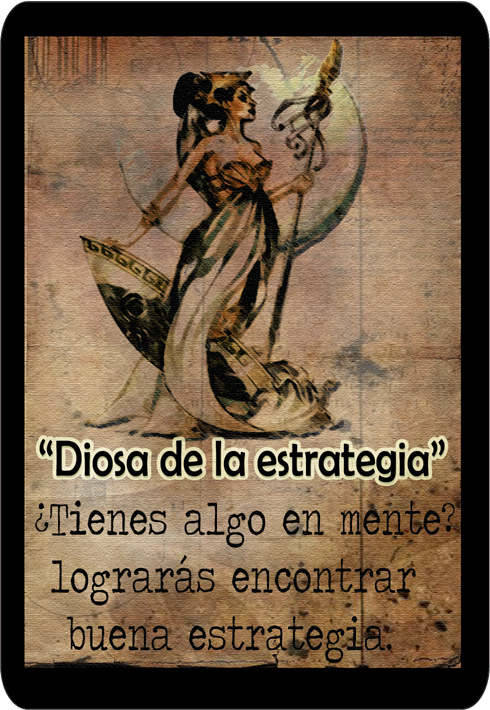 “Diosa de la estrategia”
¿Tienes algo en mente?
lograrás encontrar
buena estrategia.